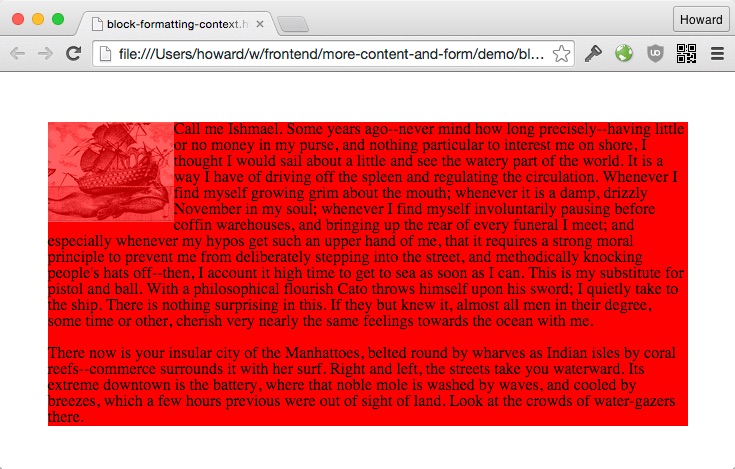 block-formatting-context.h
Howard
file:///Users/howard/w/frontend/more-content-and-form/demo/bl...
UD
Call me Ishmael. Some years ago--never mind how long precisely--having little
or no money in my purse, and nothing particular to interest me on shore, I
thought I would sail about a little and see the watery part of the world. It is a
way I have of driving off the spleen and regulating the circulation. Whenever I
find myself growing grim about the mouth; whenever it is a damp, drizzly
November in my soul; whenever I find myself involuntarily pausing before
coffin warehouses, and bringing up the rear of every funeral I meet; and
especially whenever my hypos get such an upper hand of me, that it requires a strong moral
principle to prevent me from deliberately stepping into the street, and methodically knocking
people's hats off--then, I account it high time to get to sea as soon as I can. This is my substitute for
pistol and ball. With a philosophical flourish Cato throws himself upon his sword; I quietly take to
the ship. There is nothing surprising in this. If they but knew it, almost all men in their degree,
some time or other, cherish very nearly the same feelings towards the ocean with me.
There now is your insular city of the Manhattoes, belted round by wharves as Indian isles by coral
reefs--commerce surrounds it with her surf. Right and left, the streets take you waterward. Its
extreme downtown is the battery, where that noble mole is washed by waves, and cooled by
breezes, which a few hours previous were out of sight of land. Look at the crowds of water-gazers
there.